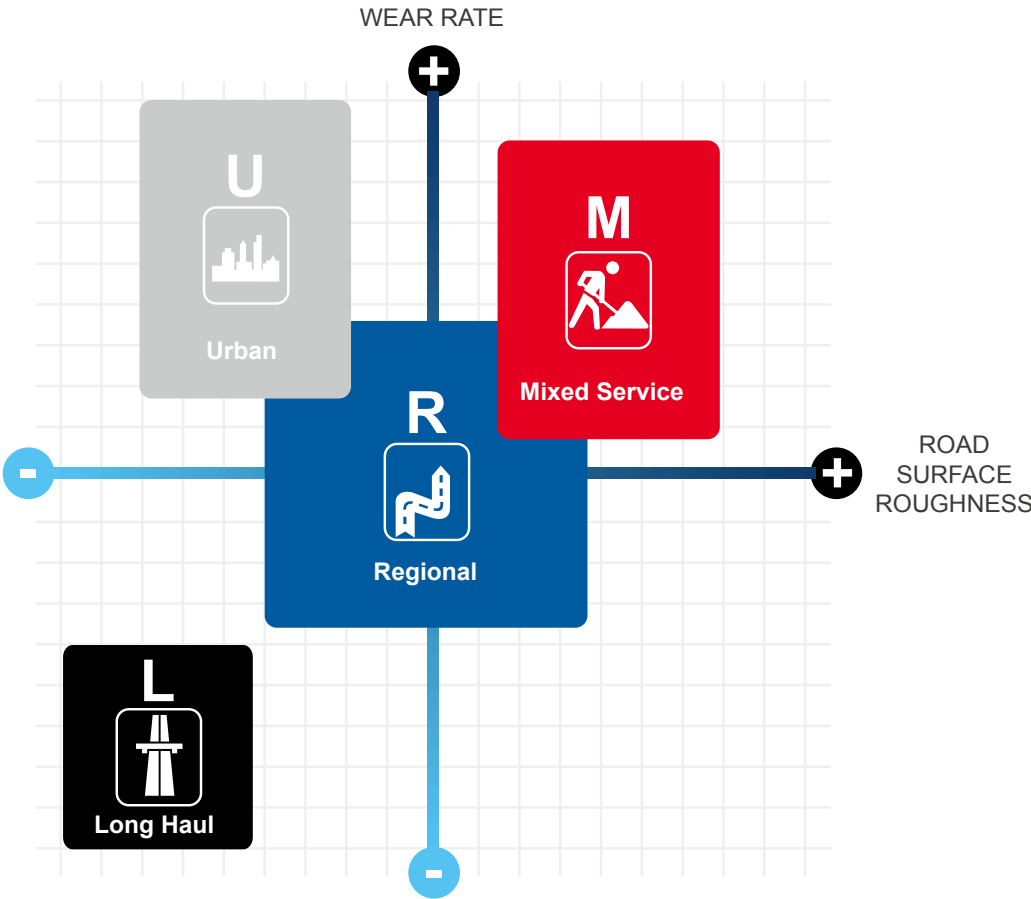 WEAR RATE
+
U
Urban
M
Mixed Service
R
Regional
-
+
ROAD
SURFACE
ROUGHNESS
L
Long Haul
-